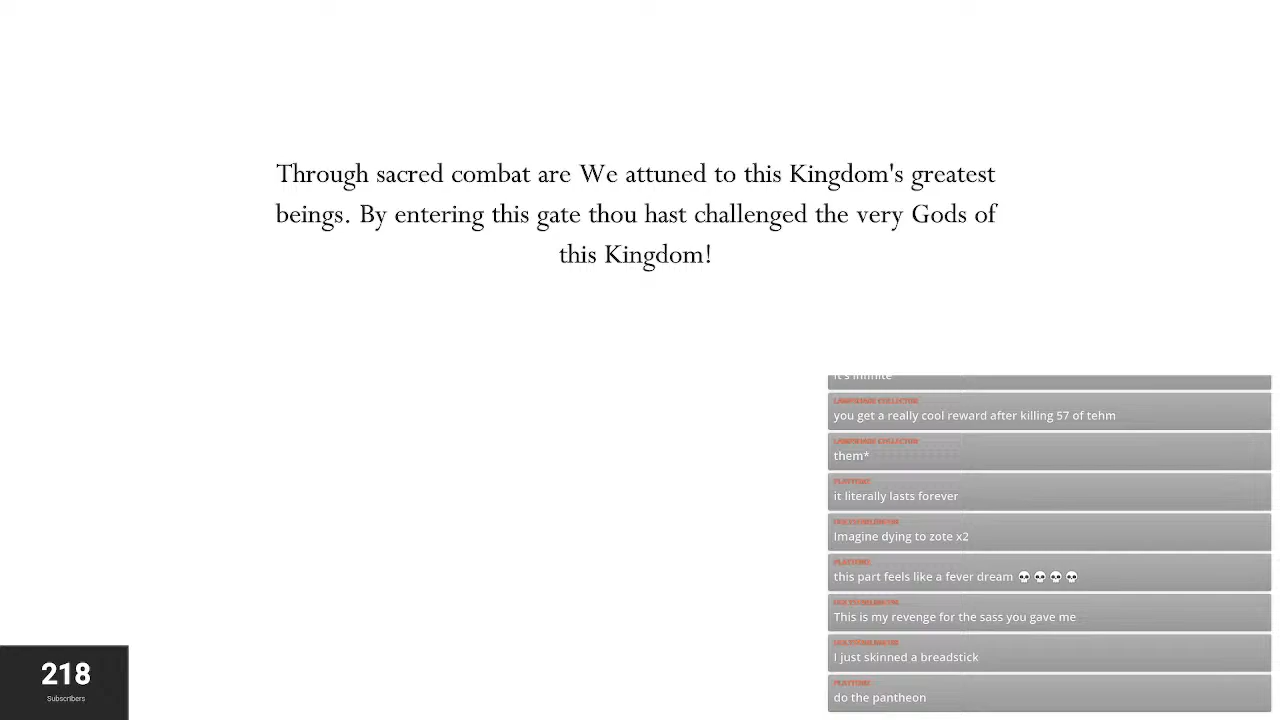 Through sacred combat are We attuned to this Kingdom's greatest
beings. By entering this gate thou hast challenged the very Gods of
this Kingdom!
it's infinite
you get a really cool reward after killing 57 of tehm
them*
it literally lasts forever
Imagine dying to zote x2
this part feels like a fever dream 💀💀💀💀
This is my revenge for the sass you gave me
I just skinned a breadstick
do the pantheon
218
Subscribers